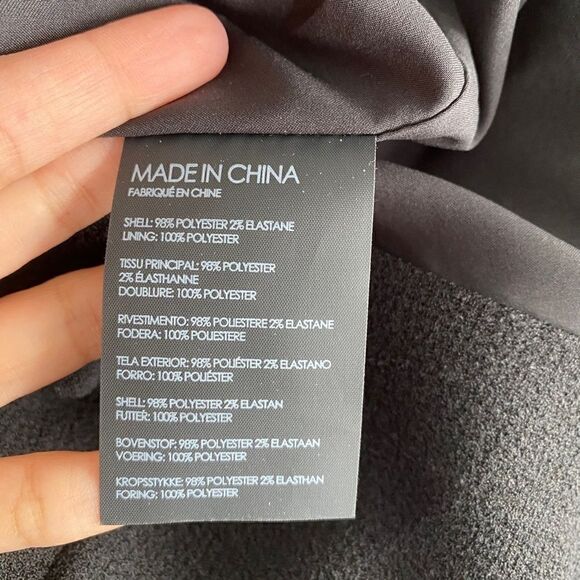 MADE IN CHINA
FABRIQUÉ EN CHINE
SHELL: 98% POLYESTER 2% ELASTANE
LINING: 100% POLYESTER
TISSU PRINCIPAL: 98% POLYESTER
2% ÉLASTHANNE
DOUBLURE: 100% POLYESTER
RIVESTIMENTO: 98% POLIESTERE 2% ELASTANE
FODERA: 100% POLIESTERE
TELA EXTERIOR: 98% POLIÉSTER 2% ELASTANO
FORRO: 100% POLIÉSTER
SHELL: 98% POLYESTER 2% ELASTAN
FUTTER: 100% POLYESTER
BOVENSTOF: 98% POLYESTER 2% ELASTAAN
VOERING: 100% POLYESTER
KROPSSTYKKE: 98% POLYESTER 2% ELASTHAN
FORING: 100% POLYESTER